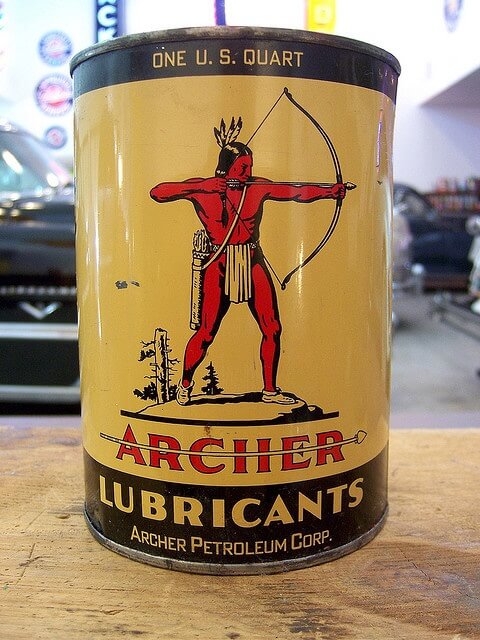 ONE U. S. QUART
ARCHER
LUBRICANTS
ARCHER PETROLEUM CORP.